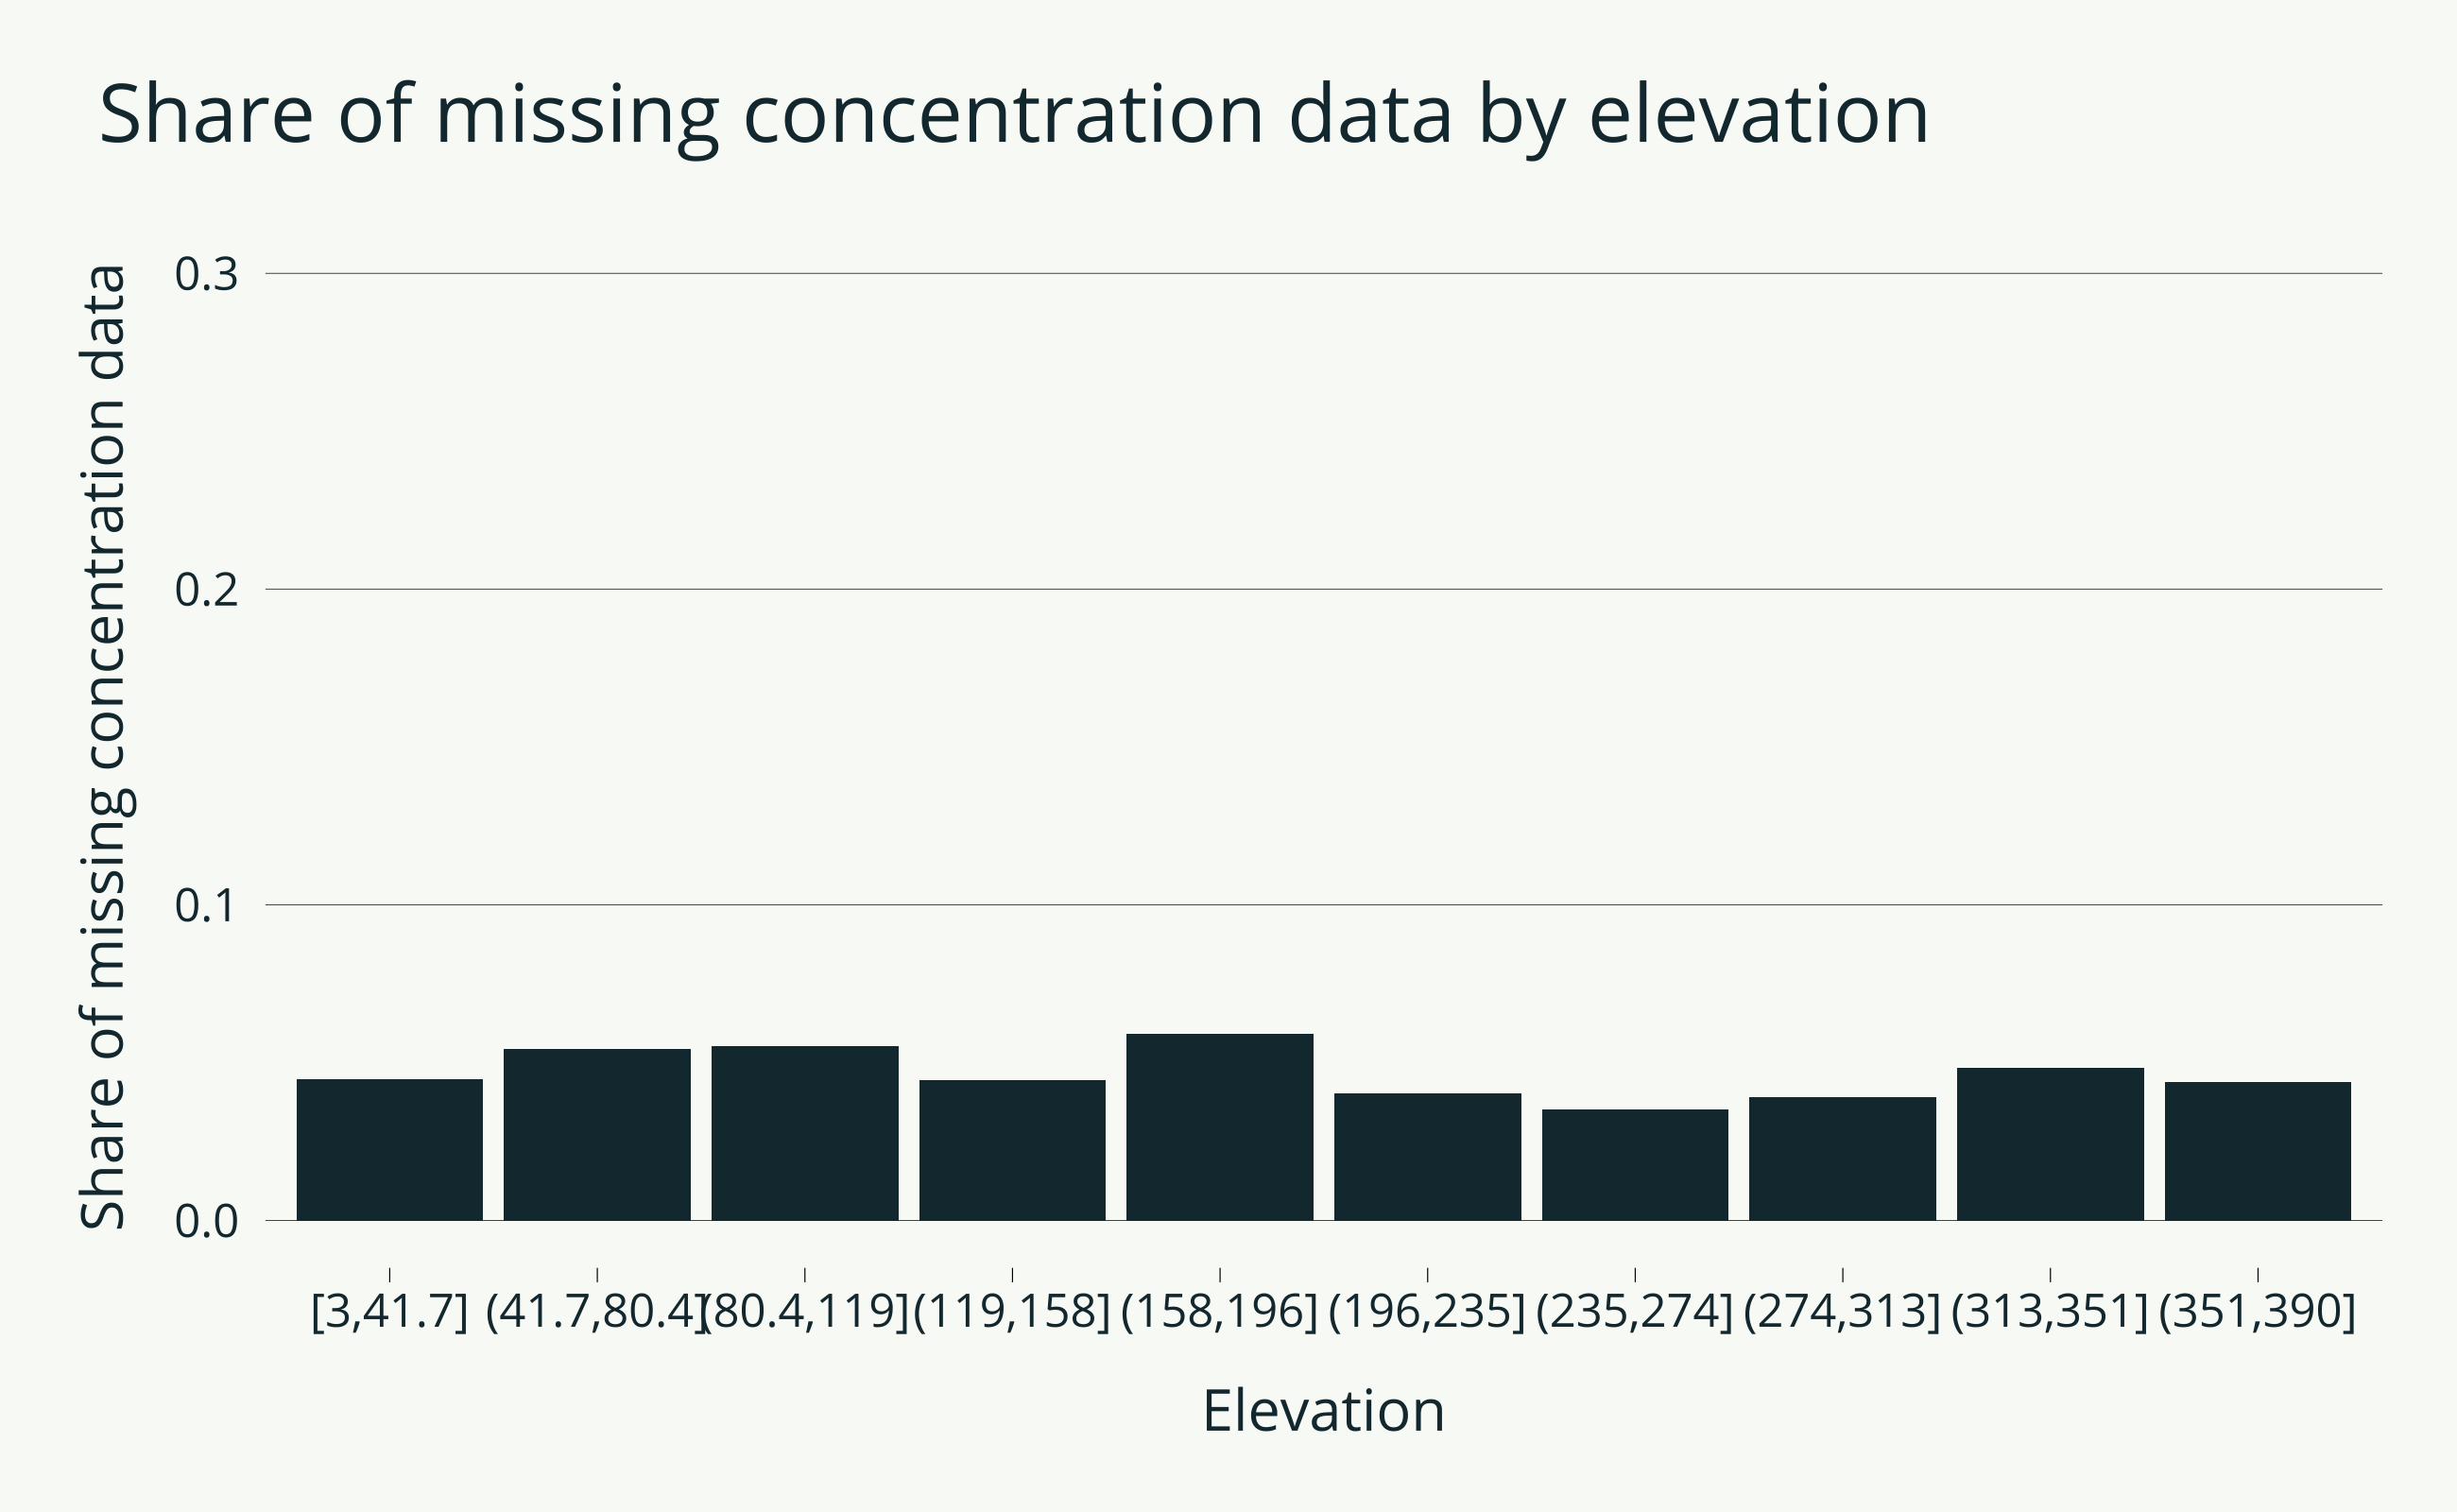 Share of missing concentration data by elevation
Share of missing concentration data
0.3
0.2
0.1
0.0
[3,41.7] (41.7,80.4] (80.4,119] (119,158] (158,196] (196,235] (235,274] (274,313] (313,351] (351,390]
Elevation